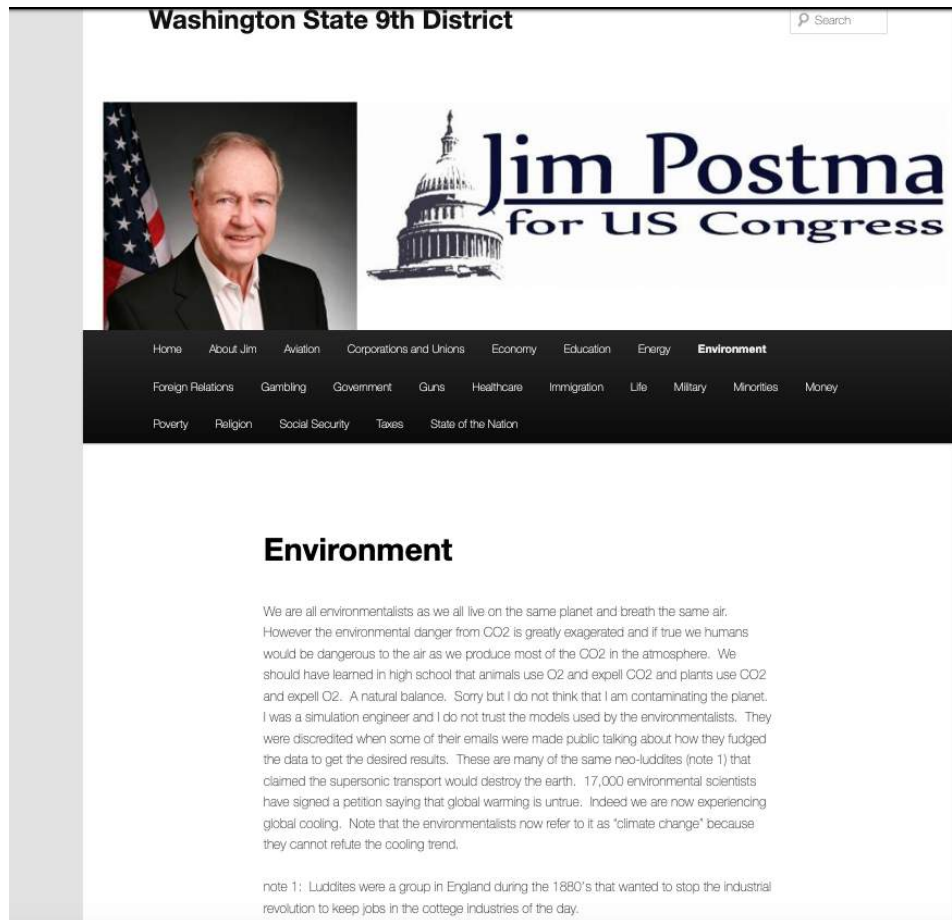 Washington State 9th District
Search
Jim Postma
for US Congress
Home About Jim Aviation Corporations and Unions Economy Education Energy Environment
Foreign Relations Gambling Government Guns Healthcare Immigration Life Military Minorities Money
Poverty Religion Social Security Taxes State of the Nation
Environment
We are all environmentalists as we all live on the same planet and breath the same air.
However the environmental danger from CO2 is greatly exagerated and if true we humans
would be dangerous to the air as we produce most of the CO2 in the atmosphere. We
should have learned in high school that animals use O2 and expell CO2 and plants use CO2
and expell O2. A natural balance. Sorry but I do not think that I am contaminating the planet.
I was a simulation engineer and I do not trust the models used by the environmentalists. They
were discredited when some of their emails were made public talking about how they fudged
the data to get the desired results. These are many of the same neo-luddites (note 1) that
claimed the supersonic transport would destroy the earth. 17,000 environmental scientists
have signed a petition saying that global warming is untrue. Indeed we are now experiencing
global cooling. Note that the environmentalists now refer to it as “climate change” because
they cannot refute the cooling trend.
note 1: Luddites were a group in England during the 1880's that wanted to stop the industrial
revolution to keep jobs in the cottege industries of the day.